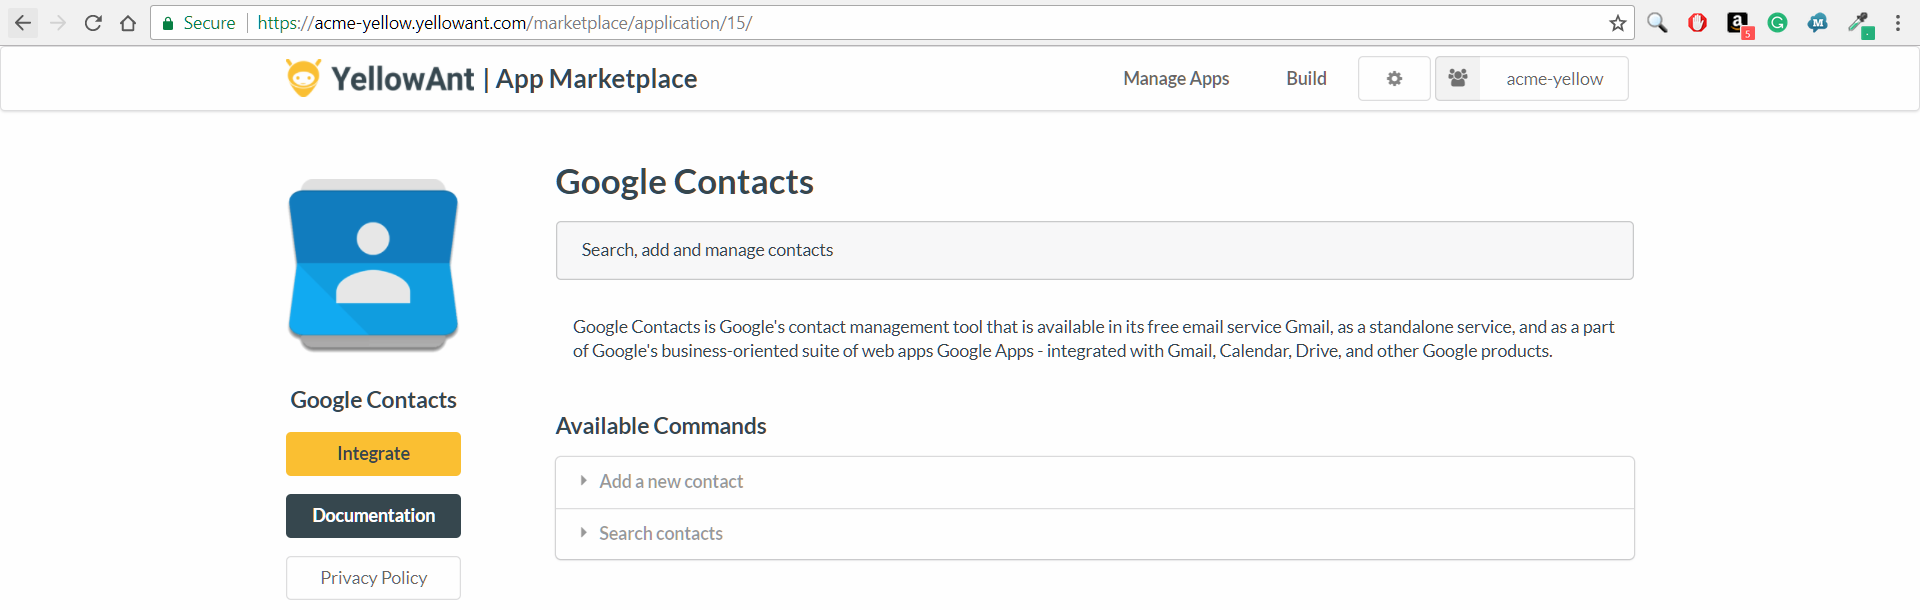 Secure https://acme-yellow.yellowant.com/marketplace/application/15/
a
5
G
M
YellowAnt | App Marketplace
Manage Apps
Build
acme-yellow
Google Contacts
Search, add and manage contacts
Google Contacts is Google's contact management tool that is available in its free email service Gmail, as a standalone service, and as a part
of Google's business-oriented suite of web apps Google Apps - integrated with Gmail, Calendar, Drive, and other Google products.
Google Contacts
Integrate
Documentation
Privacy Policy
Available Commands
Add a new contact
Search contacts